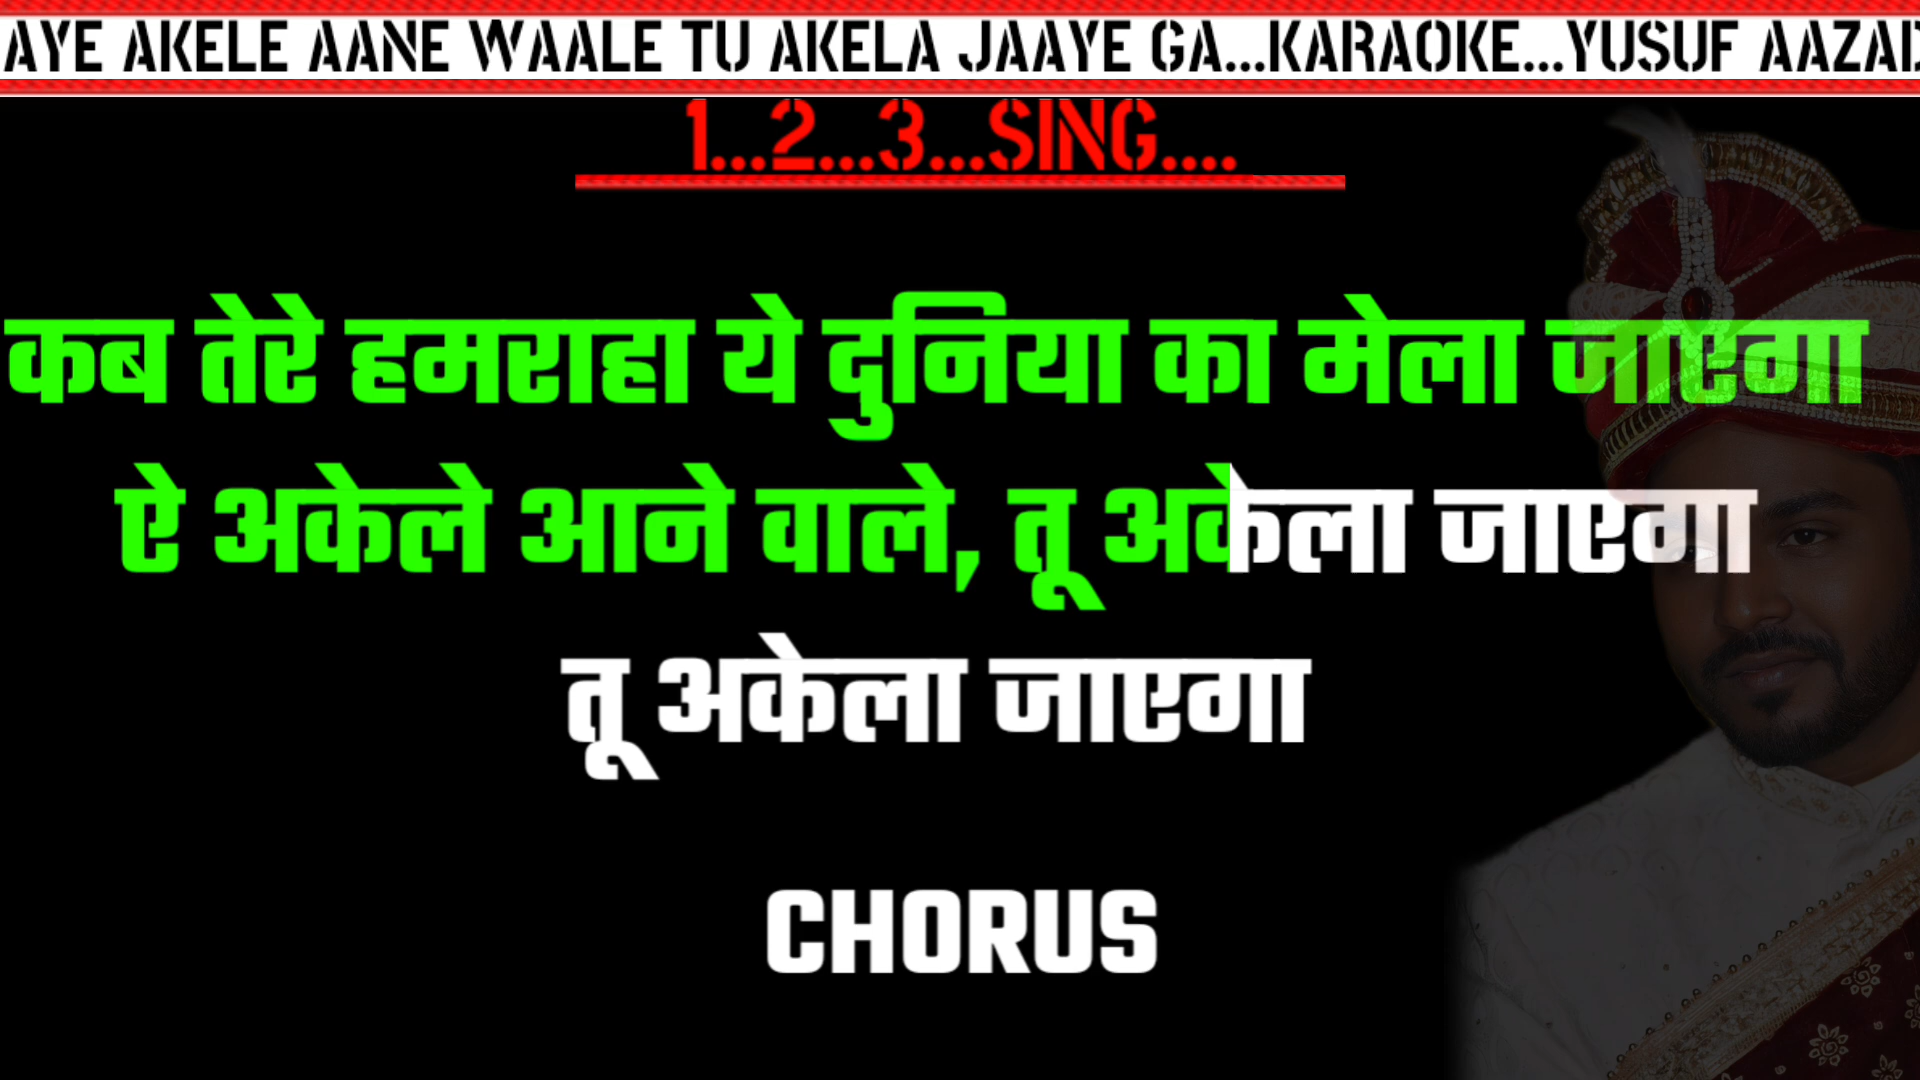 AYE AKELE AANE WAALE TU AKELA JAAYE GA...KARAOKE...YUSUF AAZAD
1...2...3...SING....
कब तेरे हमराहा ये दुनिया का मेला जाएगा
ऐ अकेले आने वाले, तू अकेला जाएगा
तू अकेला जाएगा
CHORUS